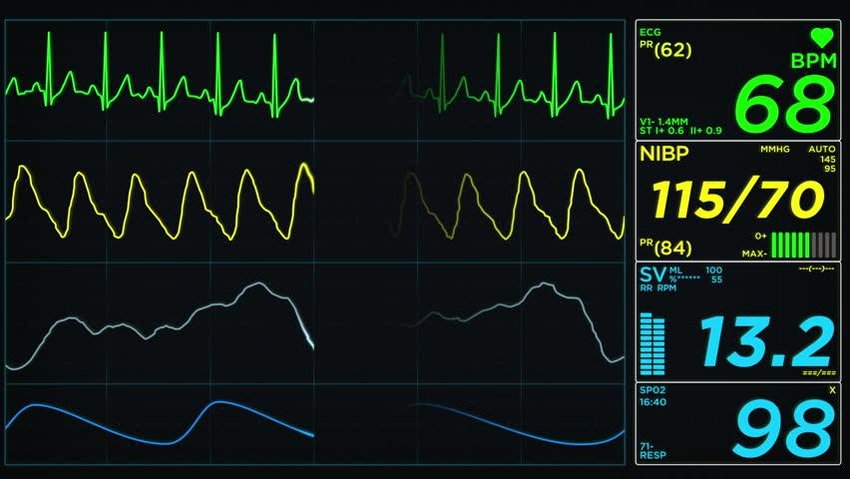 ECG
PR (62)
BPM
68
V1- 1.4MM
ST I+ 0.6 II+ 0.9
NIBP MMHG AUTO
145
95
115/70
0+
PR (84)
MAX-
SV ML 100
%······ 55
RR RPM
---(---)---
13.2
===/===
SPO2 X
16:40
98
71-
RESP